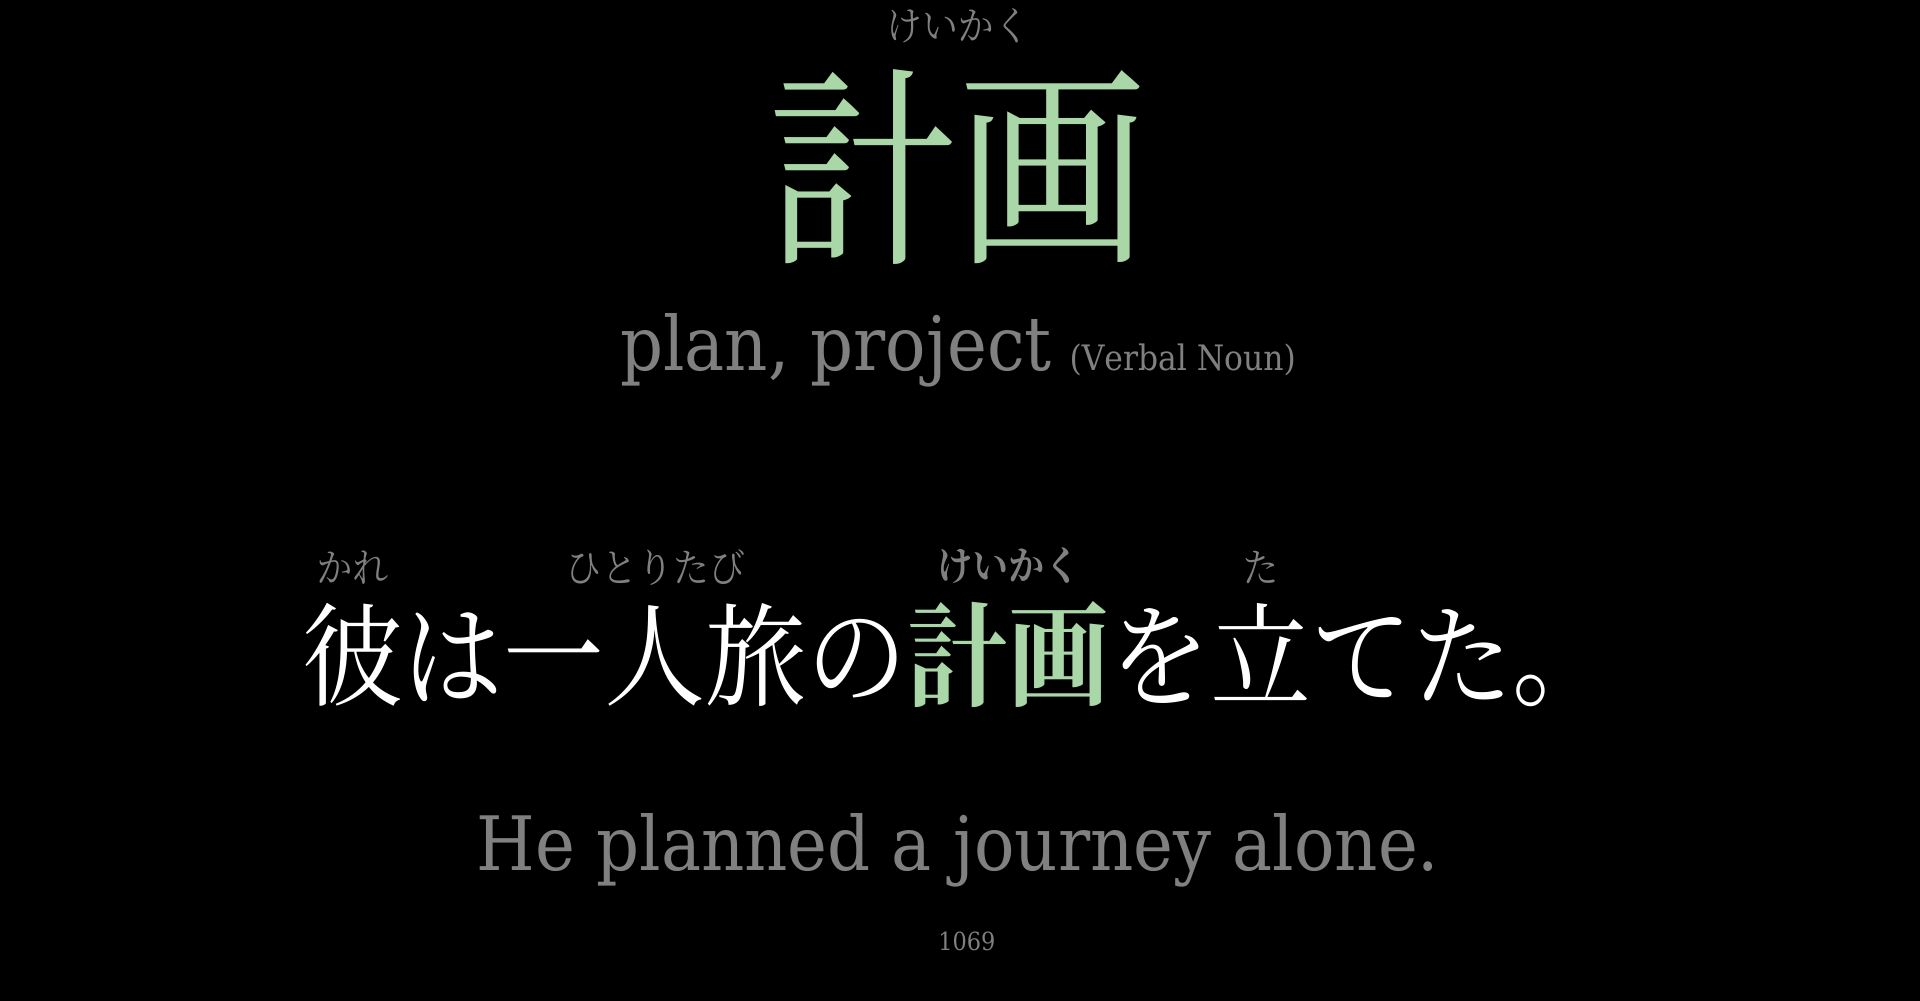 けいかく
計画
plan, project (Verbal Noun)
かれ ひとりたび けいかく た
彼は一人旅の計画を立てた。
He planned a journey alone.
1069